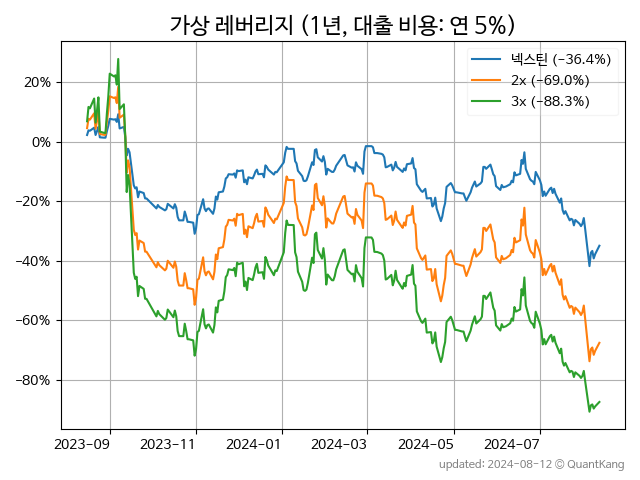 가상 레버리지 (1년, 대출 비용: 연 5%)
넥스틴 (−36.4%)
2x (−69.0%)
3x (−88.3%)
20%
0%
−20%
−40%
−60%
−80%
2023-09
2023-11
2024-01
2024-03
2024-05
2024-07
updated: 2024-08-12 © QuantKang